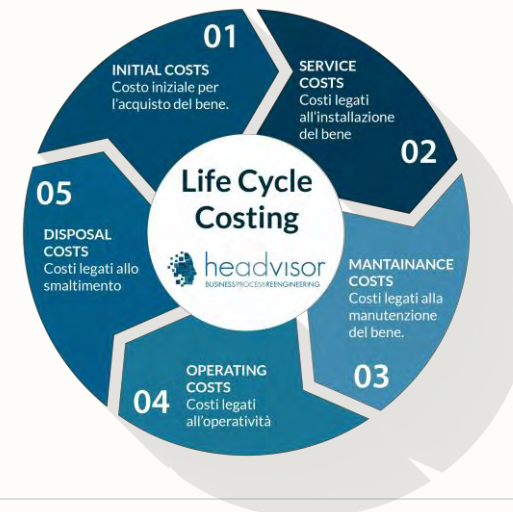 Life Cycle
Costing
headvisor
BUSINESS PROCESS REENGINEERING
01
INITIAL COSTS
Costo iniziale per
l'acquisto del bene.
SERVICE
COSTS
Costi legati
all'installazione
del bene
02
MANTAINANCE
COSTS
Costi legati alla
manutenzione
del bene.
03
OPERATING
COSTS
Costi legati
all'operatività
04
05
DISPOSAL
COSTS
Costi legati allo
smaltimento